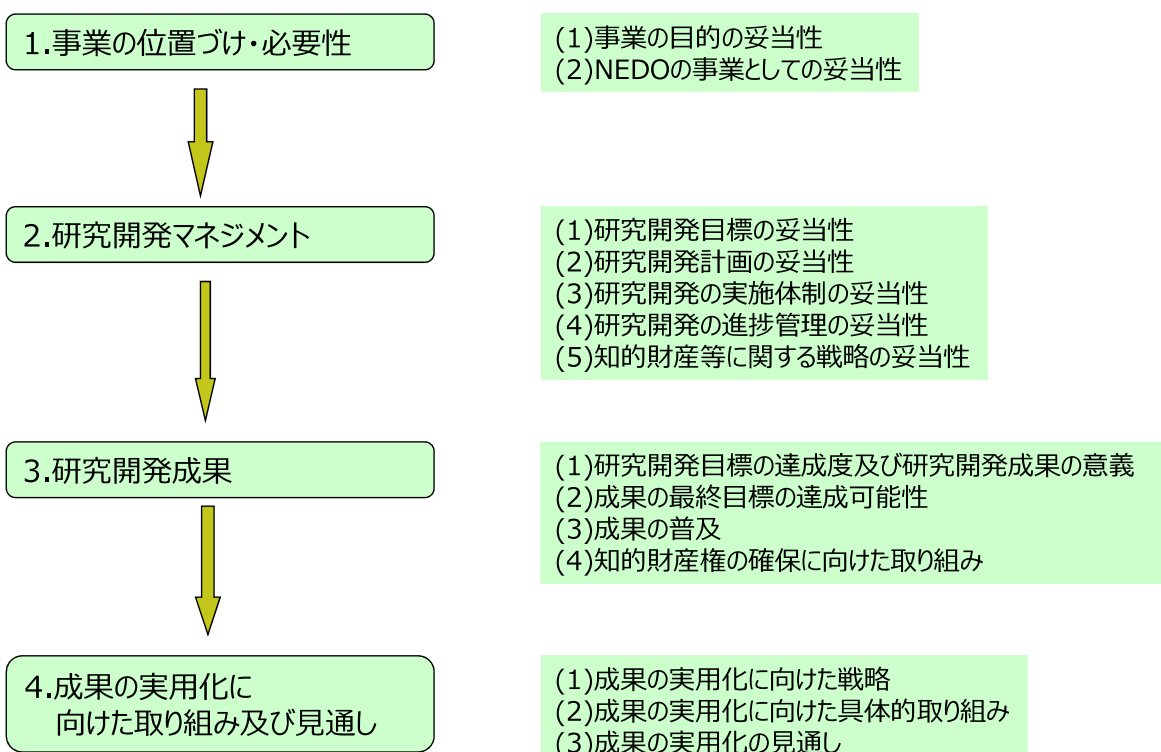 1.事業の位置づけ・必要性
(1)事業の目的の妥当性
(2)NEDOの事業としての妥当性
2.研究開発マネジメント
(1)研究開発目標の妥当性
(2)研究開発計画の妥当性
(3)研究開発の実施体制の妥当性
(4)研究開発の進捗管理の妥当性
(5)知的財産等に関する戦略の妥当性
3.研究開発成果
(1)研究開発目標の達成度及び研究開発成果の意義
(2)成果の最終目標の達成可能性
(3)成果の普及
(4)知的財産権の確保に向けた取り組み
4.成果の実用化に
向けた取り組み及び見通し
(1)成果の実用化に向けた戦略
(2)成果の実用化に向けた具体的取り組み
(3)成果の実用化の見通し